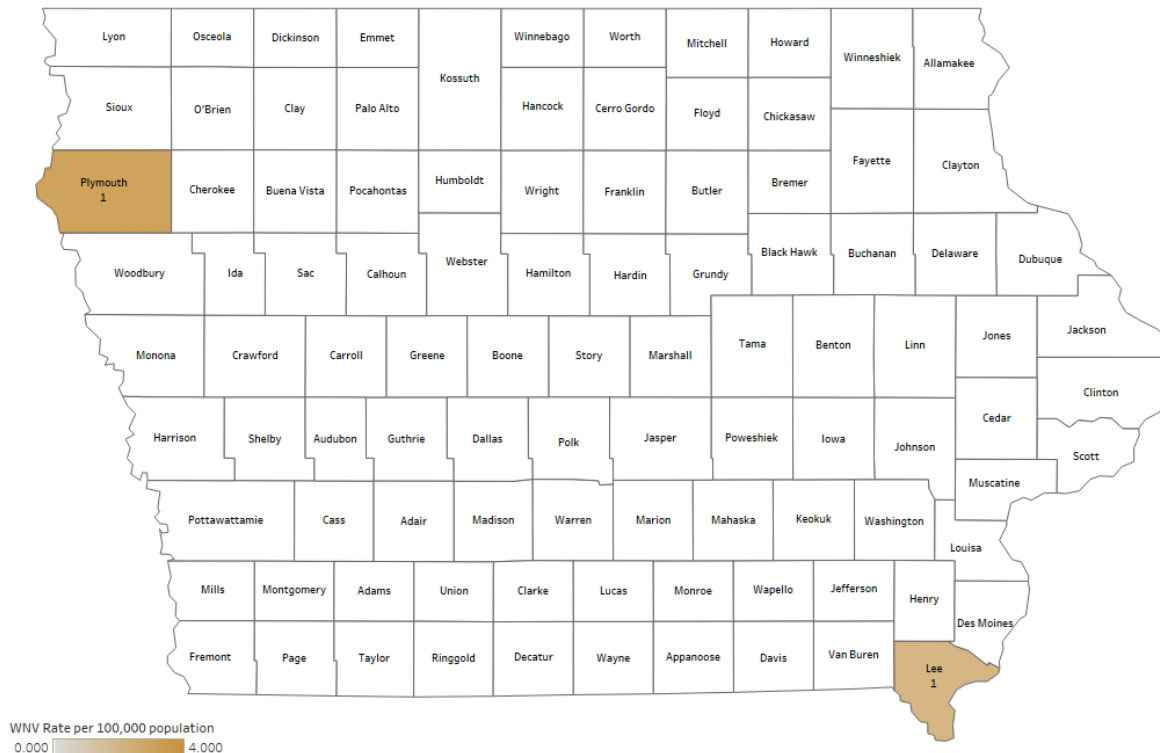 Lyon
Osceola
Dickinson
Emmet
Kossuth
Winnebago
Worth
Mitchell
Howard
Winneshiek
Allamakee
Sioux
O'Brien
Clay
Palo Alto
Hancock
Cerro Gordo
Floyd
Chickasaw
Plymouth
1
Cherokee
Buena Vista
Pocahontas
Humboldt
Wright
Franklin
Butler
Bremer
Fayette
Clayton
Woodbury
Ida
Sac
Calhoun
Webster
Hamilton
Hardin
Grundy
Black Hawk
Buchanan
Delaware
Dubuque
Monona
Crawford
Carroll
Greene
Boone
Story
Marshall
Tama
Benton
Linn
Jones
Jackson
Clinton
Harrison
Shelby
Audubon
Guthrie
Dallas
Polk
Jasper
Poweshiek
Iowa
Johnson
Cedar
Scott
Muscatine
Pottawattamie
Cass
Adair
Madison
Warren
Marion
Mahaska
Keokuk
Washington
Louisa
Mills
Montgomery
Adams
Union
Clarke
Lucas
Monroe
Wapello
Jefferson
Henry
Des Moines
Fremont
Page
Taylor
Ringgold
Decatur
Wayne
Appanoose
Davis
Van Buren
Lee
1
WNV Rate per 100,000 population
0.000 4.000